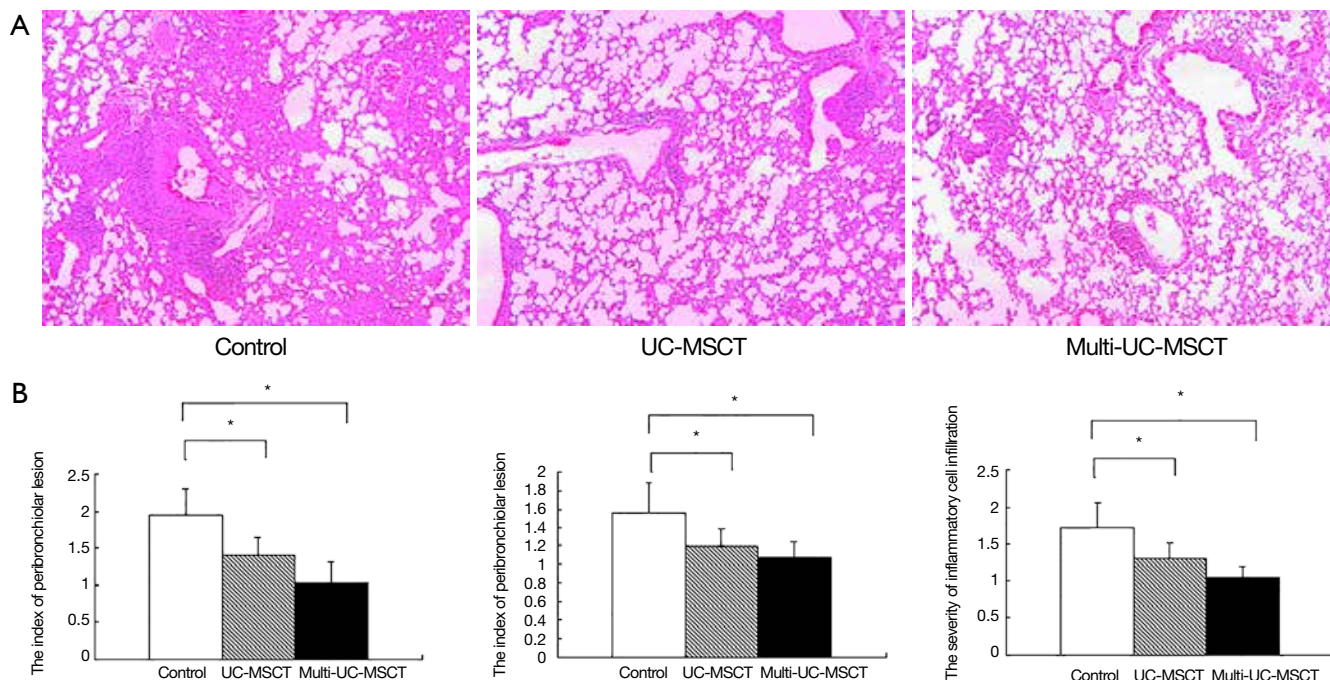 A
Control
UC-MSCT
Multi-UC-MSCT
B
The index of peribronchiolar lesion
2.5
2
1.5
1
0.5
0
*
*
Control
UC-MSCT
Multi-UC-MSCT
The index of peribronchiolar lesion
2
1.8
1.6
1.4
1.2
1
0.8
0.6
0.4
0.2
0
*
*
Control
UC-MSCT
Multi-UC-MSCT
The severity of inflammatory cell infillration
2.5
2
1.5
1
0.5
0
*
*
Control
UC-MSCT
Multi-UC-MSCT